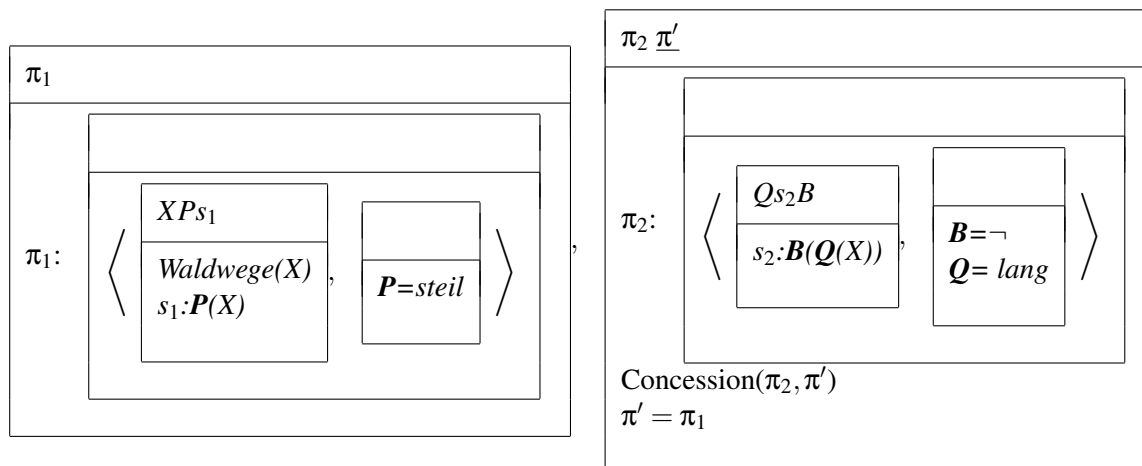 π₁
π₁:
⟨
XPs₁
Waldwege(X)
s₁:P(X)
,
P=steil
⟩
,
π₂ π′
π₂:
⟨
Qs₂B
s₂:B(Q(X))
,
B=¬
Q= lang
⟩
Concession(π₂,π′)
π′ = π₁